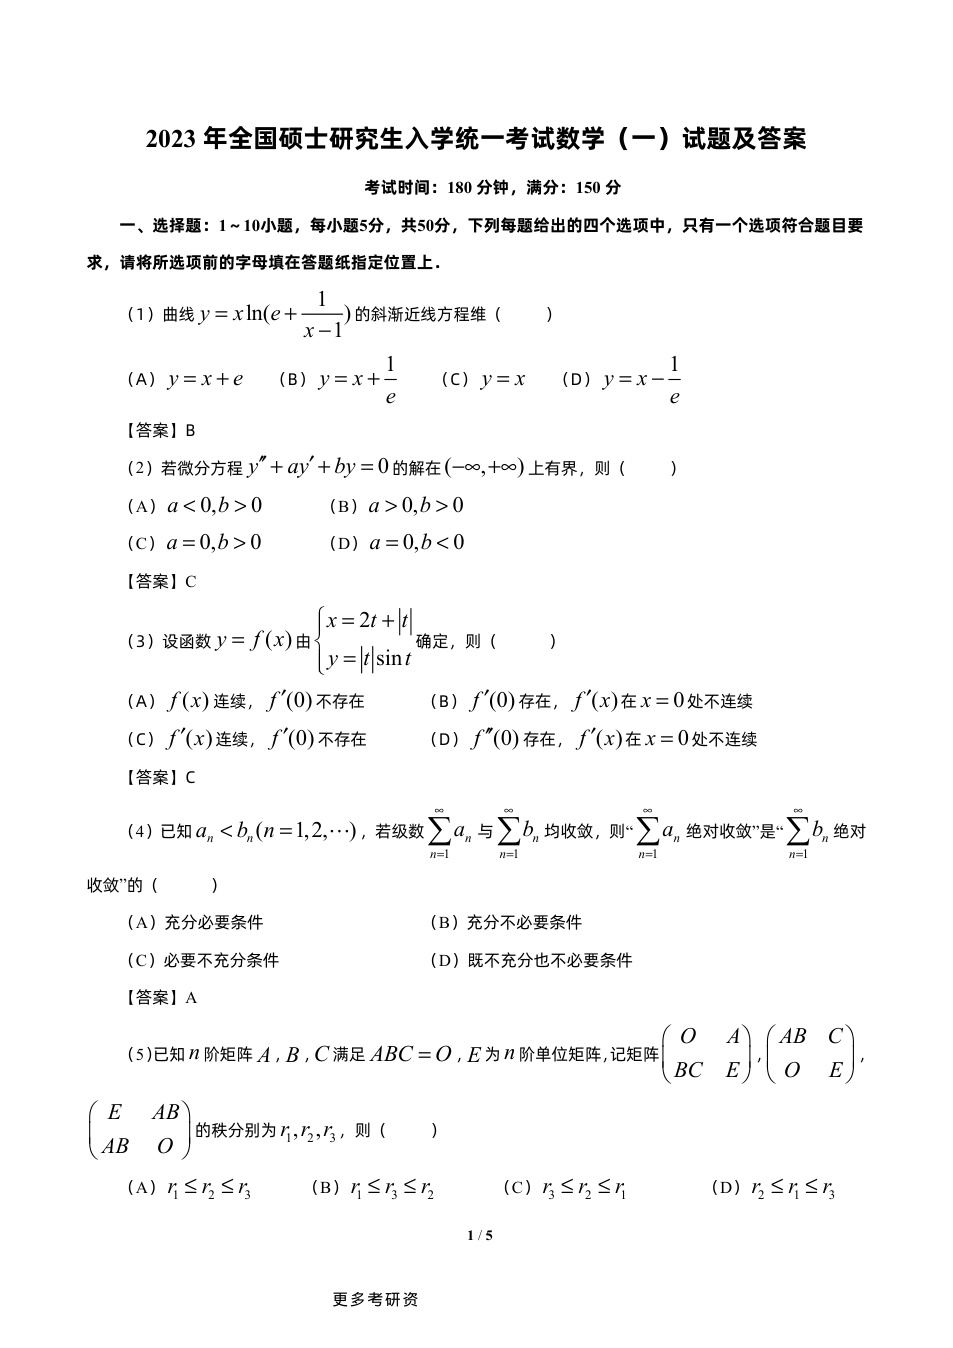 2023 年全国硕士研究生入学统一考试数学（一）试题及答案
考试时间：180 分钟，满分：150 分
一、选择题：1～10小题，每小题5分，共50分，下列每题给出的四个选项中，只有一个选项符合题目要
求，请将所选项前的字母填在答题纸指定位置上．
（1）曲线 y = x ln(e + 1/(x−1)) 的斜渐近线方程维（ ）
（A）y = x + e （B）y = x + 1/e （C）y = x （D）y = x − 1/e
【答案】B
（2）若微分方程 y″ + ay′ + by = 0 的解在 (−∞,+∞) 上有界，则（ ）
（A）a < 0,b > 0 （B）a > 0,b > 0
（C）a = 0,b > 0 （D）a = 0,b < 0
【答案】C
（3）设函数 y = f(x) 由 { x = 2t + |t| y = |t| sin t 确定，则（ ）
（A）f(x) 连续，f′(0) 不存在 （B）f′(0) 存在，f′(x) 在 x = 0 处不连续
（C）f′(x) 连续，f′(0) 不存在 （D）f″(0) 存在，f′(x) 在 x = 0 处不连续
【答案】C
（4）已知 aₙ < bₙ(n = 1,2,⋯)，若级数 ∑_{n=1}^{∞} aₙ 与 ∑_{n=1}^{∞} bₙ 均收敛，则“ ∑_{n=1}^{∞} aₙ 绝对收敛”是“ ∑_{n=1}^{∞} bₙ 绝对
收敛”的（ ）
（A）充分必要条件 （B）充分不必要条件
（C）必要不充分条件 （D）既不充分也不必要条件
【答案】A
（5）已知 n 阶矩阵 A , B , C 满足 ABC = O , E 为 n 阶单位矩阵,记矩阵 (O A; BC E) , (AB C; O E) ,
(E AB; AB O) 的秩分别为 r₁,r₂,r₃，则（ ）
（A）r₁ ≤ r₂ ≤ r₃ （B）r₁ ≤ r₃ ≤ r₂ （C）r₃ ≤ r₂ ≤ r₁ （D）r₂ ≤ r₁ ≤ r₃
1 / 5
更多考研资